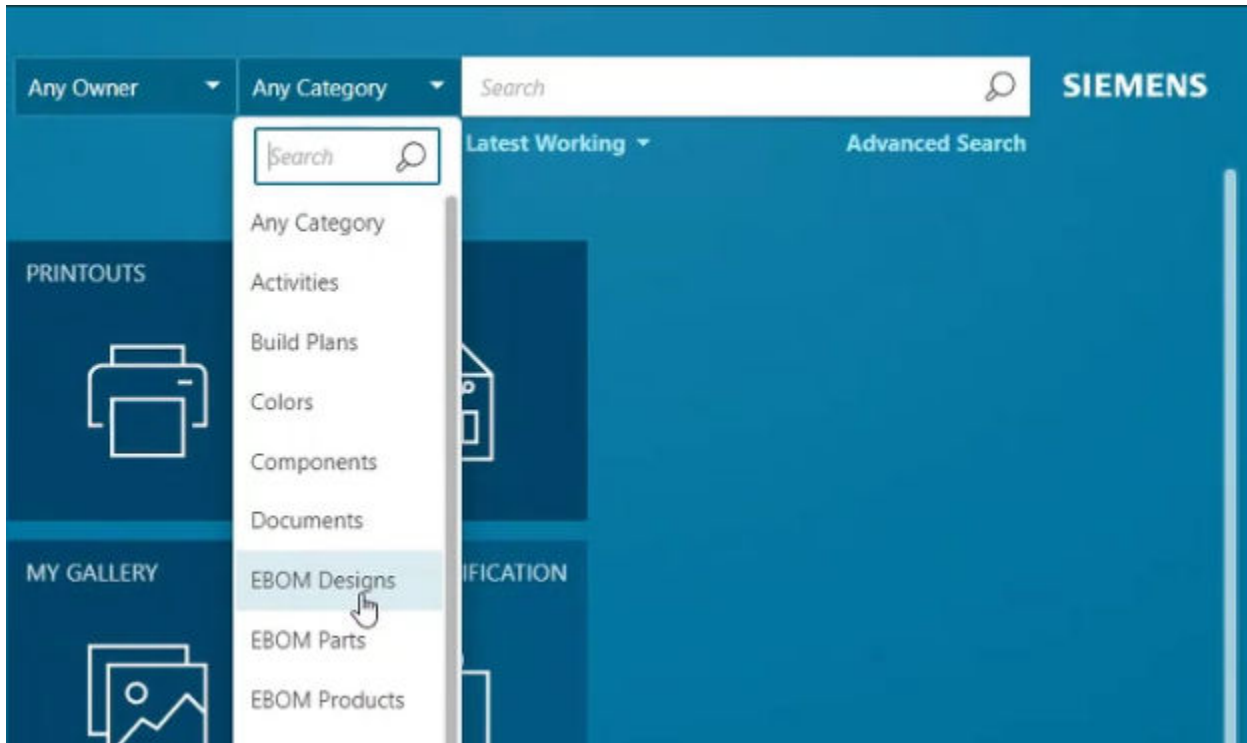 Any Owner
Any Category
Search
SIEMENS
Search
Latest Working
Advanced Search
Any Category
PRINTOUTS
Activities
Build Plans
Colors
Components
Documents
MY GALLERY
EBOM Designs
IFICATION
EBOM Parts
EBOM Products